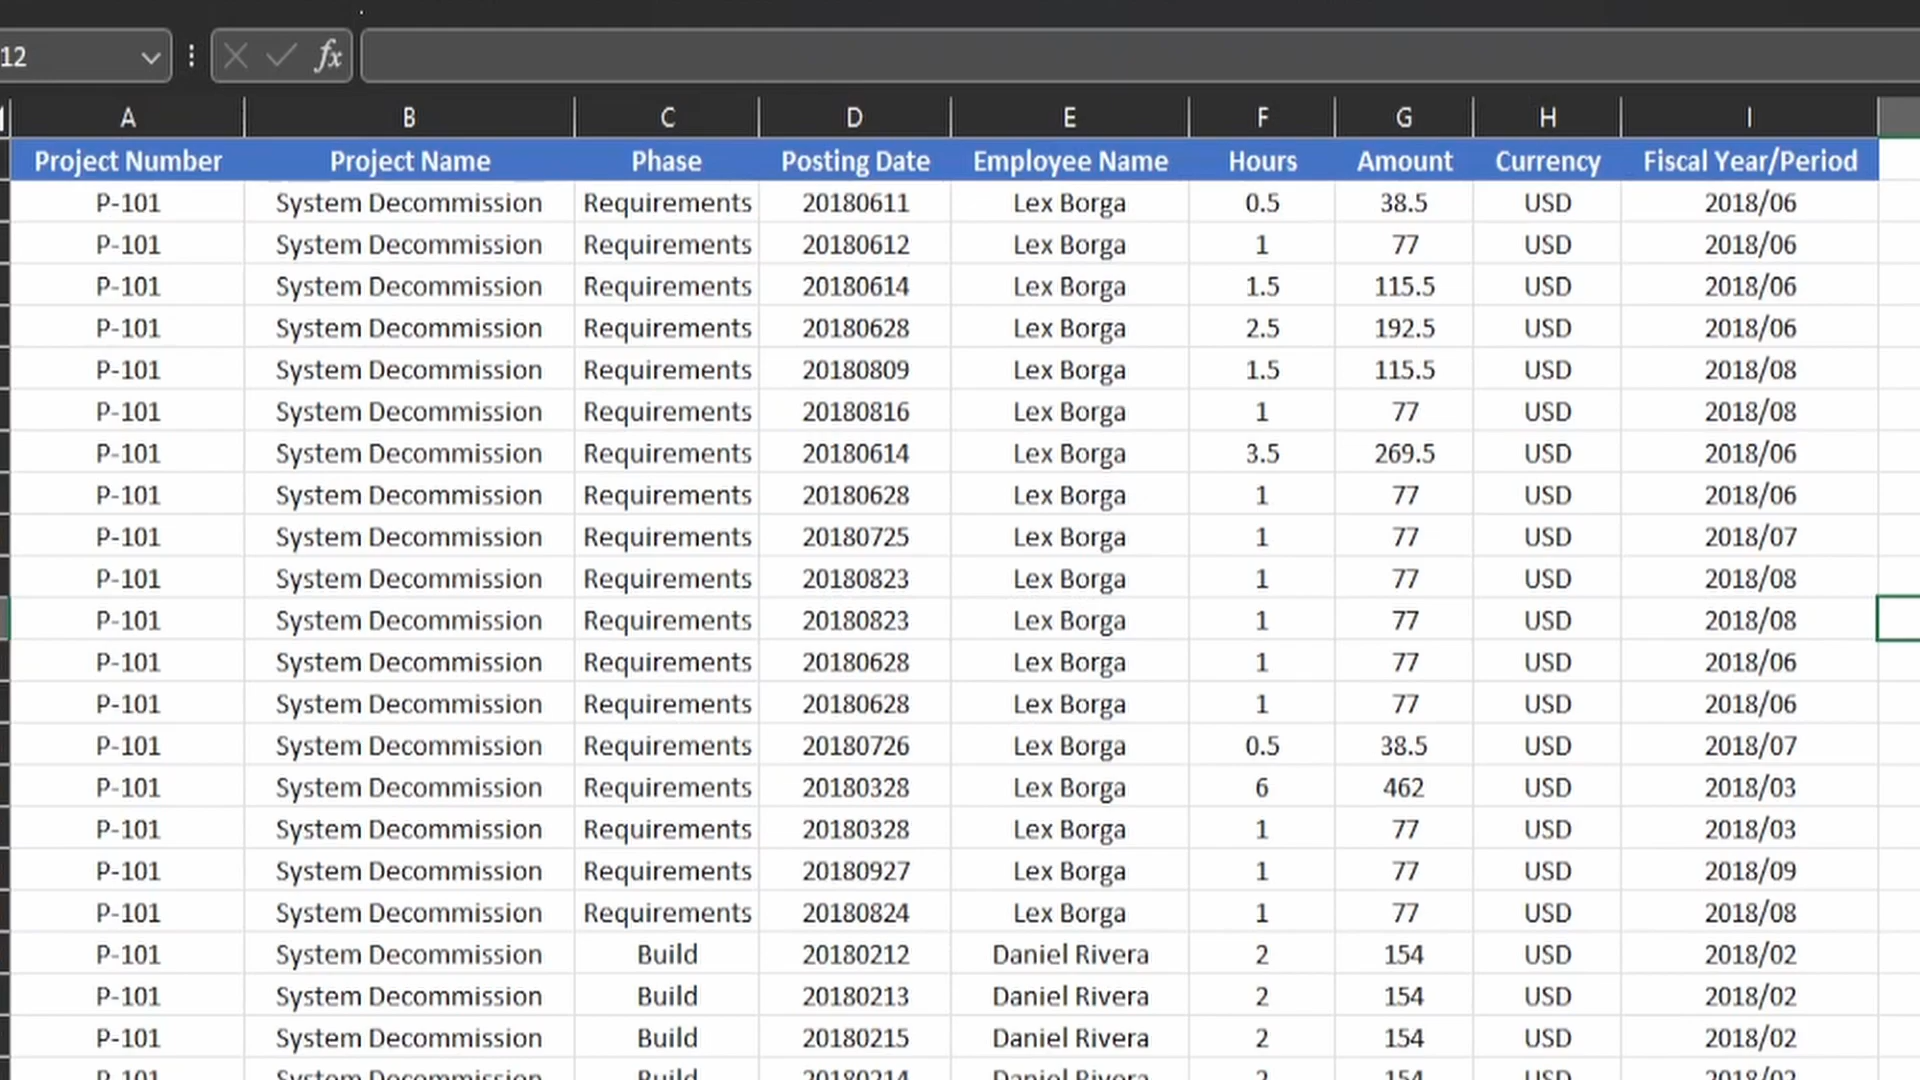 12 fx
A B C D E F G H I
Project Number Project Name Phase Posting Date Employee Name Hours Amount Currency Fiscal Year/Period
P-101 System Decommission Requirements 20180611 Lex Borga 0.5 38.5 USD 2018/06
P-101 System Decommission Requirements 20180612 Lex Borga 1 77 USD 2018/06
P-101 System Decommission Requirements 20180614 Lex Borga 1.5 115.5 USD 2018/06
P-101 System Decommission Requirements 20180628 Lex Borga 2.5 192.5 USD 2018/06
P-101 System Decommission Requirements 20180809 Lex Borga 1.5 115.5 USD 2018/08
P-101 System Decommission Requirements 20180816 Lex Borga 1 77 USD 2018/08
P-101 System Decommission Requirements 20180614 Lex Borga 3.5 269.5 USD 2018/06
P-101 System Decommission Requirements 20180628 Lex Borga 1 77 USD 2018/06
P-101 System Decommission Requirements 20180725 Lex Borga 1 77 USD 2018/07
P-101 System Decommission Requirements 20180823 Lex Borga 1 77 USD 2018/08
P-101 System Decommission Requirements 20180823 Lex Borga 1 77 USD 2018/08
P-101 System Decommission Requirements 20180628 Lex Borga 1 77 USD 2018/06
P-101 System Decommission Requirements 20180628 Lex Borga 1 77 USD 2018/06
P-101 System Decommission Requirements 20180726 Lex Borga 0.5 38.5 USD 2018/07
P-101 System Decommission Requirements 20180328 Lex Borga 6 462 USD 2018/03
P-101 System Decommission Requirements 20180328 Lex Borga 1 77 USD 2018/03
P-101 System Decommission Requirements 20180927 Lex Borga 1 77 USD 2018/09
P-101 System Decommission Requirements 20180824 Lex Borga 1 77 USD 2018/08
P-101 System Decommission Build 20180212 Daniel Rivera 2 154 USD 2018/02
P-101 System Decommission Build 20180213 Daniel Rivera 2 154 USD 2018/02
P-101 System Decommission Build 20180215 Daniel Rivera 2 154 USD 2018/02
P-101 System Decommission Build 20180214 Daniel Rivera 2 154 USD 2018/02